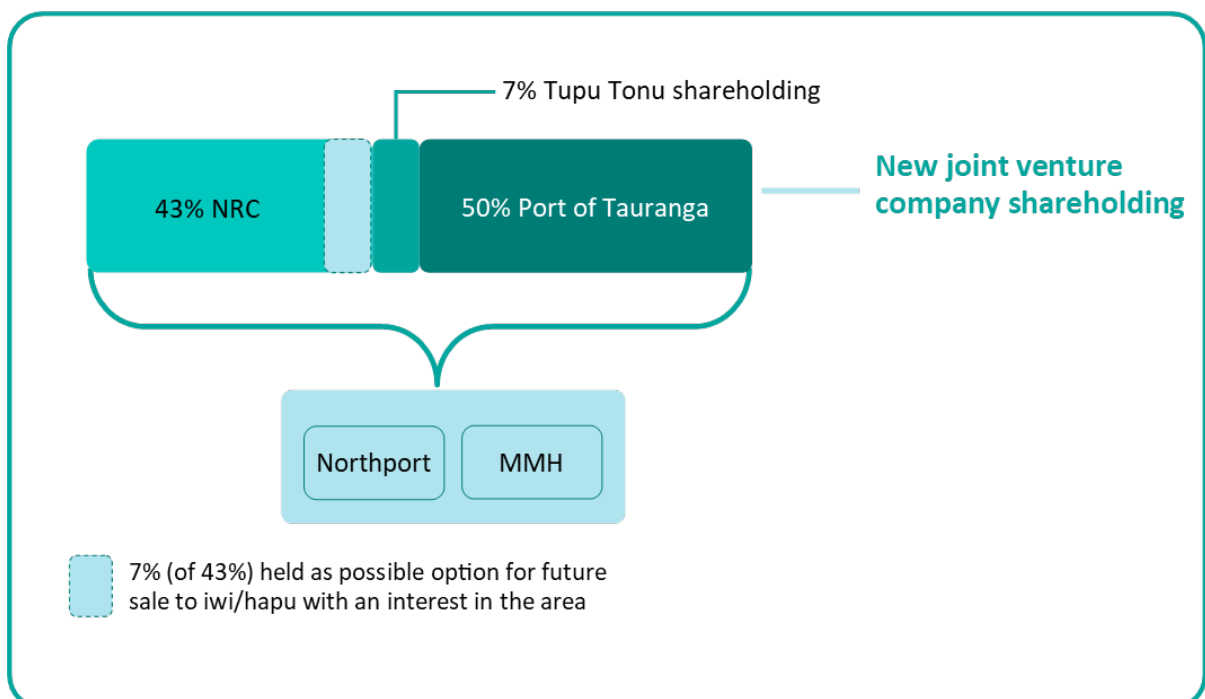 7% Tupu Tonu shareholding
43% NRC
50% Port of Tauranga
New joint venture
company shareholding
Northport
MMH
7% (of 43%) held as possible option for future
sale to iwi/hapu with an interest in the area